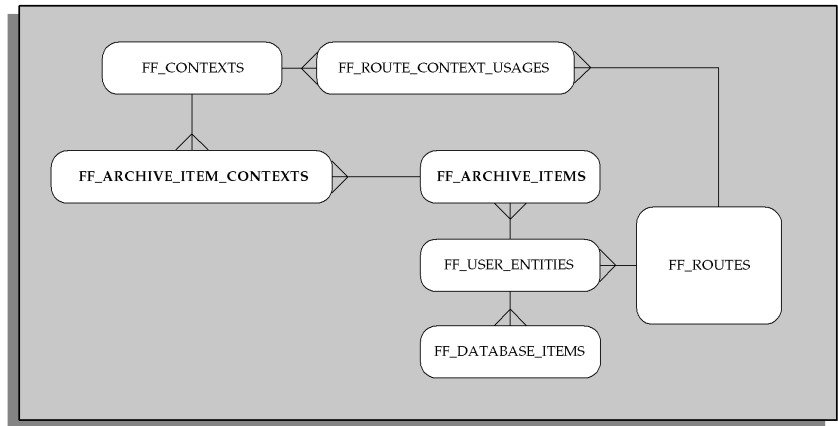 FF_CONTEXTS
FF_ROUTE_CONTEXT_USAGES
FF_ARCHIVE_ITEM_CONTEXTS
FF_ARCHIVE_ITEMS
FF_USER_ENTITIES
FF_ROUTES
FF_DATABASE_ITEMS